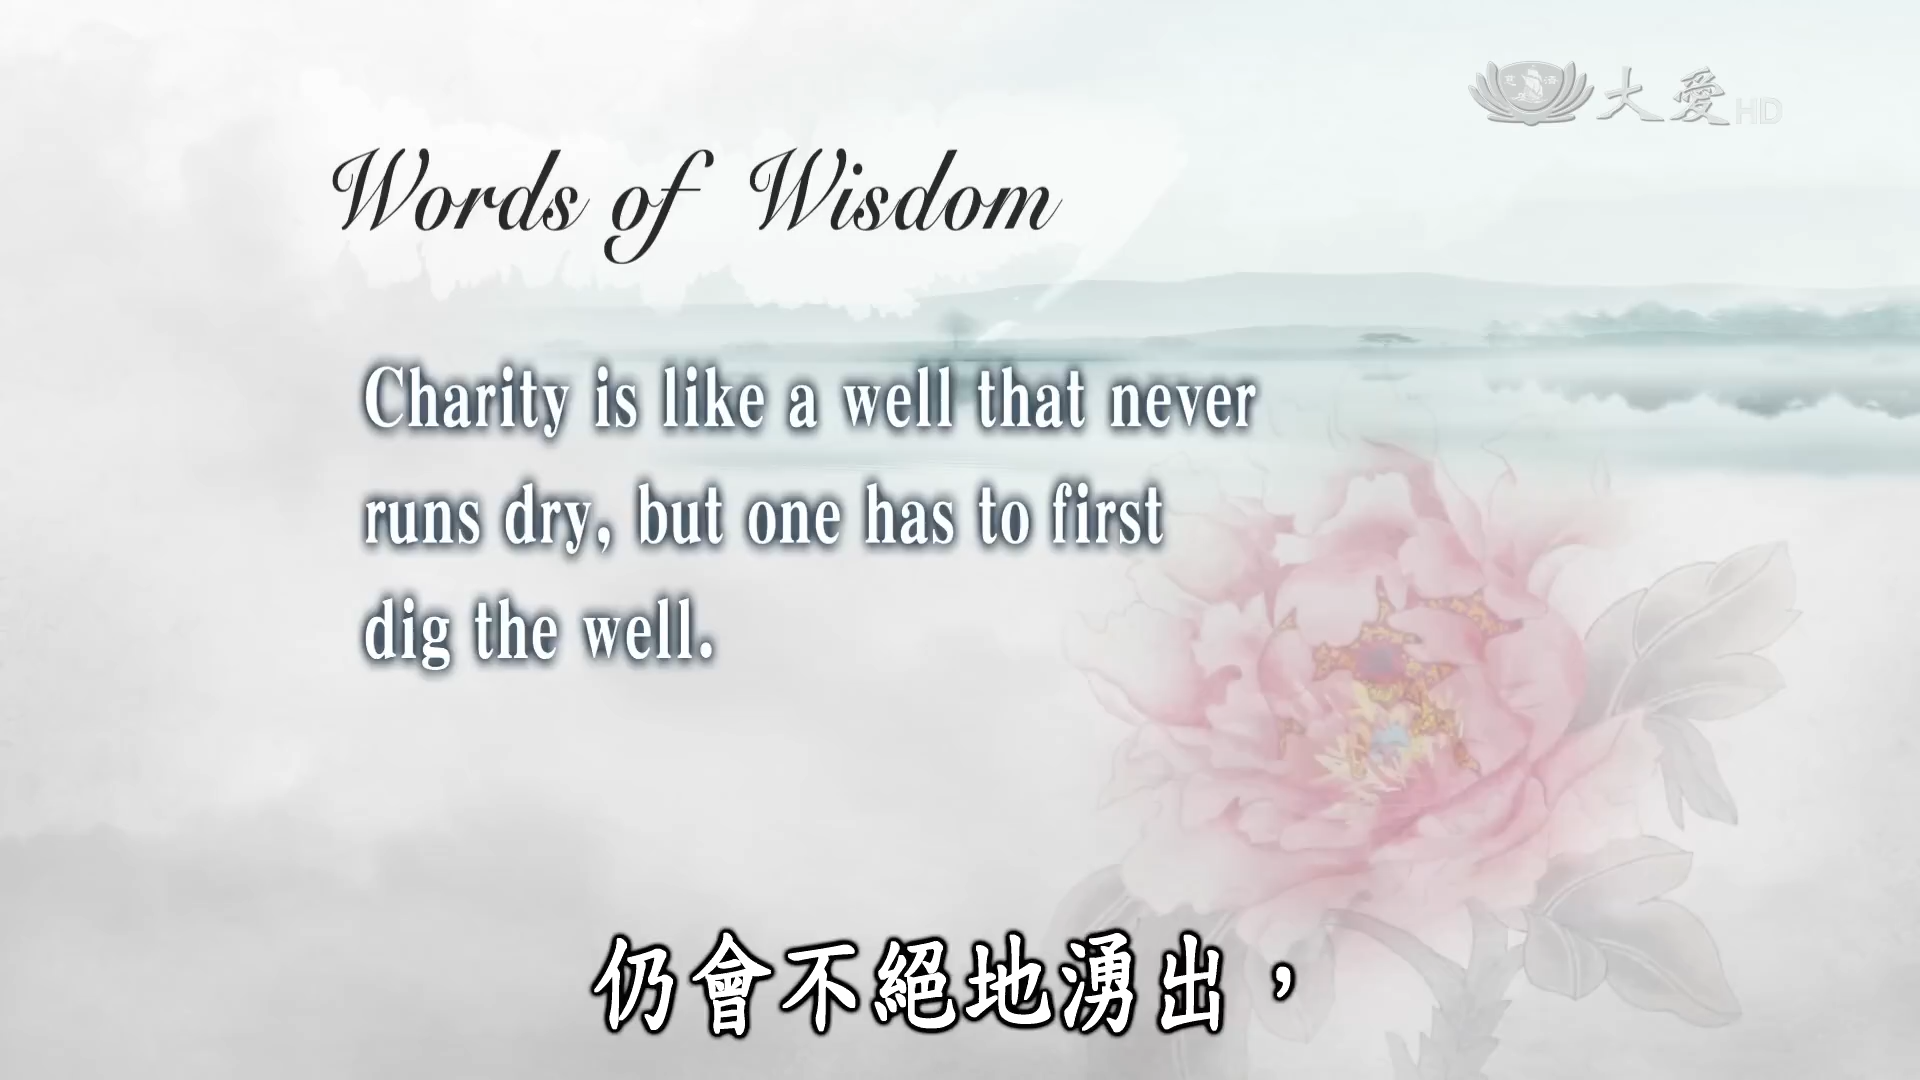 大愛HD
Words of Wisdom
Charity is like a well that never
runs dry, but one has to first
dig the well.
仍會不絕地湧出，